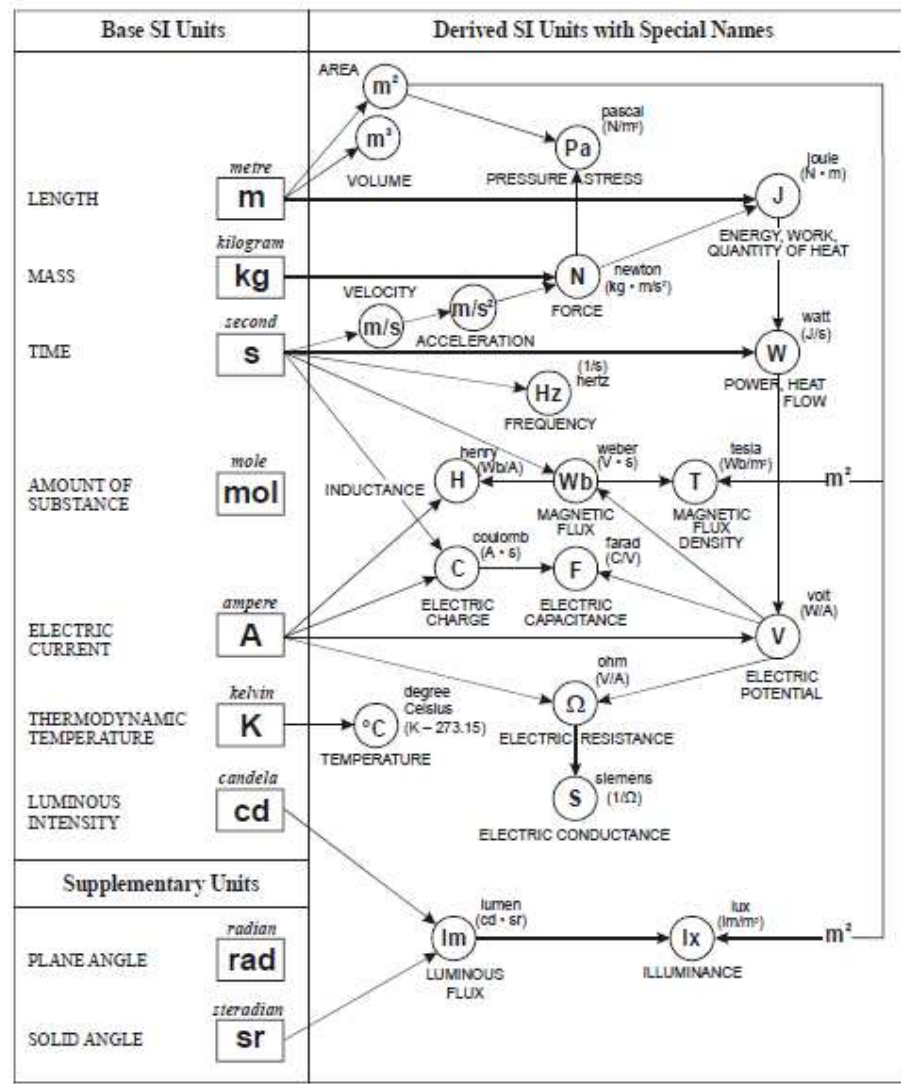 Base SI Units
Derived SI Units with Special Names
AREA
m²
m³
VOLUME
pascal
(N/m²)
Pa
PRESSURE STRESS
joule
(N • m)
J
ENERGY, WORK,
QUANTITY OF HEAT
metre
LENGTH
m
kilogram
MASS
kg
VELOCITY
m/s
m/s²
ACCELERATION
N
newton
(kg • m/s²)
FORCE
second
TIME
s
watt
(J/s)
W
POWER, HEAT
FLOW
(1/s)
hertz
Hz
FREQUENCY
mole
AMOUNT OF
SUBSTANCE
mol
INDUCTANCE
henry
(Wb/A)
H
weber
(V • s)
Wb
MAGNETIC
FLUX
tesla
(Wb/m²)
T
MAGNETIC
FLUX
DENSITY
m²
coulomb
(A • s)
C
ELECTRIC
CHARGE
farad
(C/V)
F
ELECTRIC
CAPACITANCE
ampere
ELECTRIC
CURRENT
A
volt
(W/A)
V
ELECTRIC
POTENTIAL
ohm
(V/A)
Ω
ELECTRIC RESISTANCE
kelvin
THERMODYNAMIC
TEMPERATURE
K
degree
Celsius
(K – 273.15)
°C
TEMPERATURE
siemens
(1/Ω)
S
ELECTRIC CONDUCTANCE
candela
LUMINOUS
INTENSITY
cd
Supplementary Units
radian
PLANE ANGLE
rad
lumen
(cd • sr)
lm
LUMINOUS
FLUX
lux
(lm/m²)
lx
ILLUMINANCE
m²
steradian
SOLID ANGLE
sr